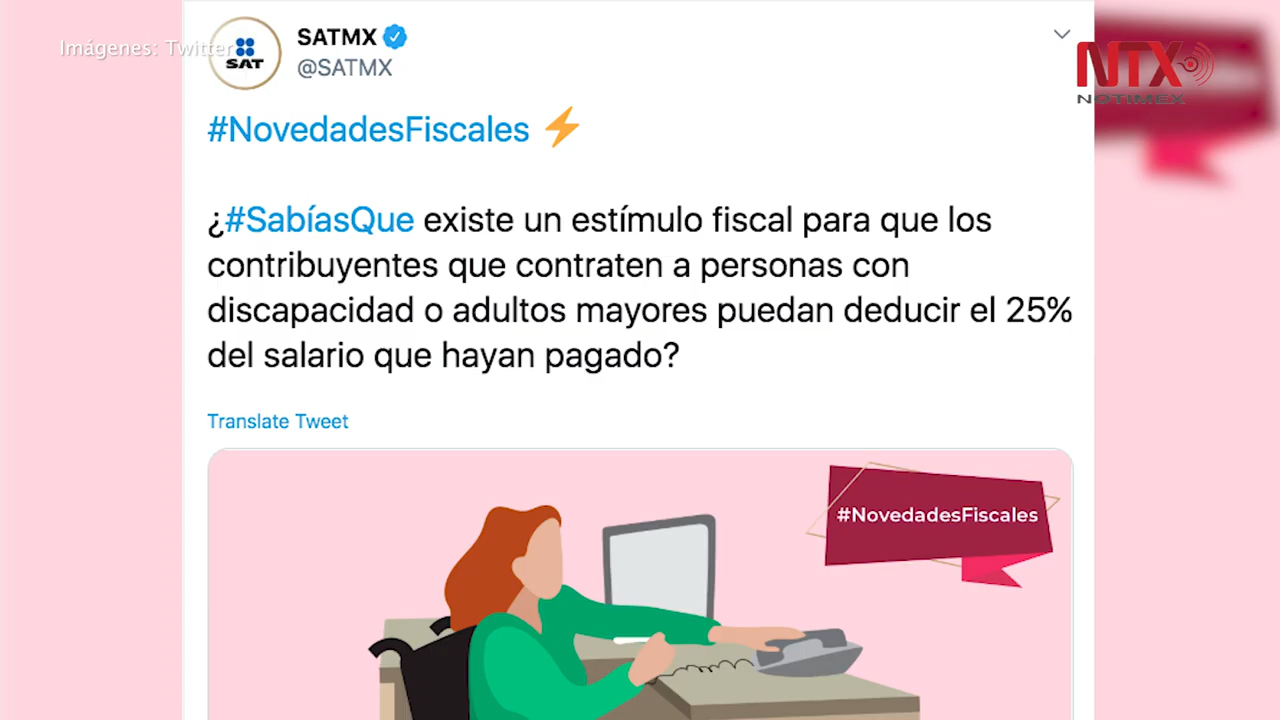 Imágenes: Twitter
SAT
SATMX
@SATMX
NTX
NOTIMEX
#NovedadesFiscales
¿#SabíasQue existe un estímulo fiscal para que los
contribuyentes que contraten a personas con
discapacidad o adultos mayores puedan deducir el 25%
del salario que hayan pagado?
Translate Tweet
#NovedadesFiscales